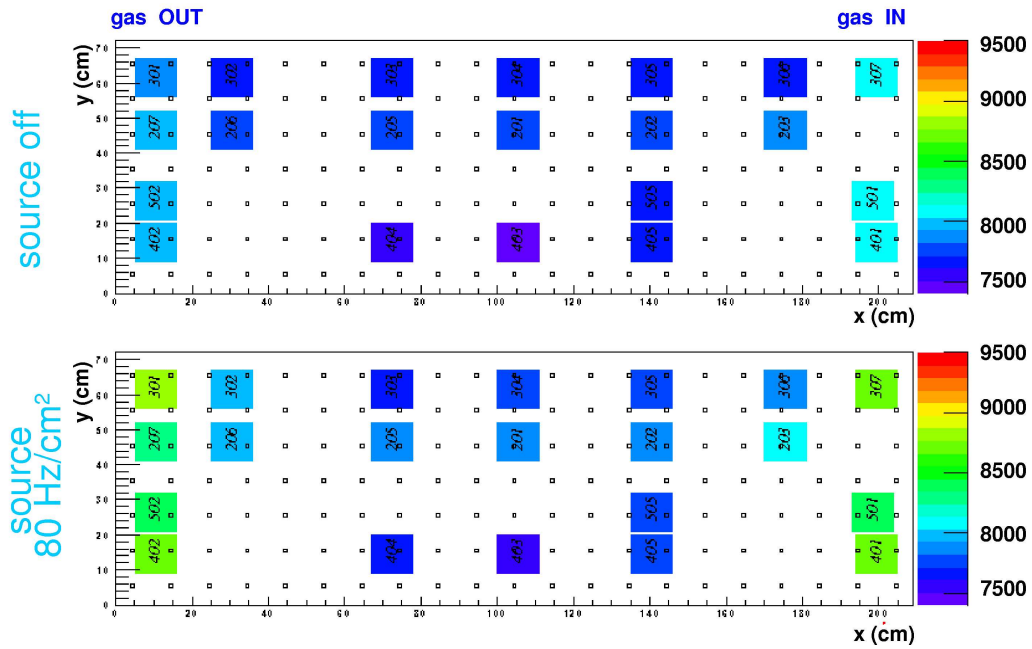 gas OUT gas IN
source off
y (cm)
70
60
50
40
30
20
10
0
301 302 303 304 305 306 307
207 206 205 201 202 203
502 505 501
402 404 403 405 401
0 20 40 60 80 100 120 140 160 180 200
x (cm)
9500
9000
8500
8000
7500
source
80 Hz/cm²
y (cm)
70
60
50
40
30
20
10
0
301 302 303 304 305 306 307
207 206 205 201 202 203
502 505 501
402 404 403 405 401
0 20 40 60 80 100 120 140 160 180 200
x (cm)
9500
9000
8500
8000
7500